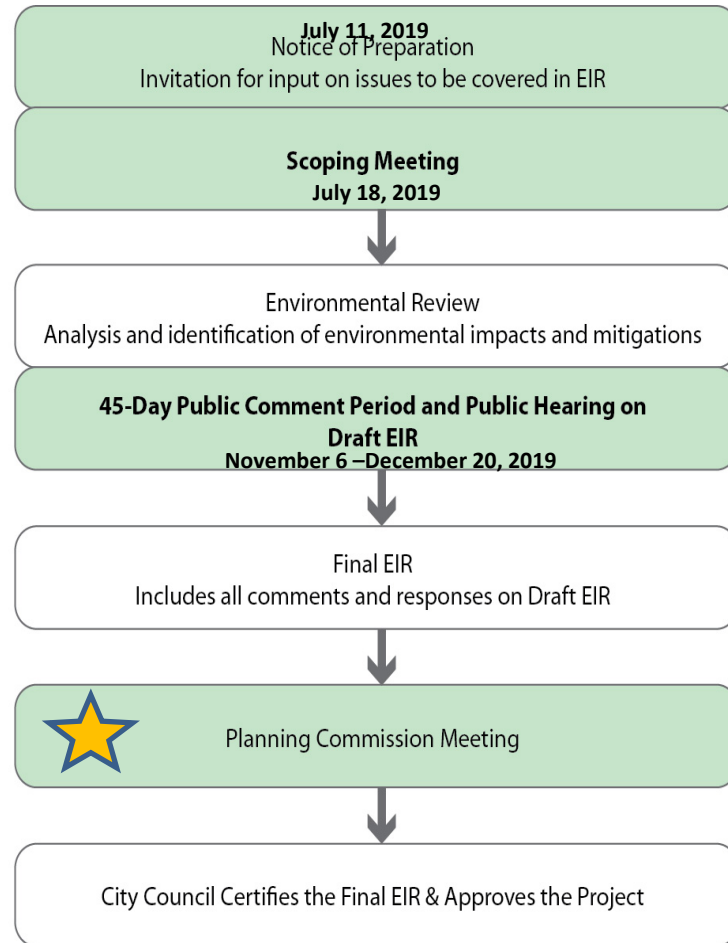 July 11, 2019
Notice of Preparation
Invitation for input on issues to be covered in EIR
Scoping Meeting
July 18, 2019
Environmental Review
Analysis and identification of environmental impacts and mitigations
45-Day Public Comment Period and Public Hearing on
Draft EIR
November 6 –December 20, 2019
Final EIR
Includes all comments and responses on Draft EIR
Planning Commission Meeting
City Council Certifies the Final EIR & Approves the Project